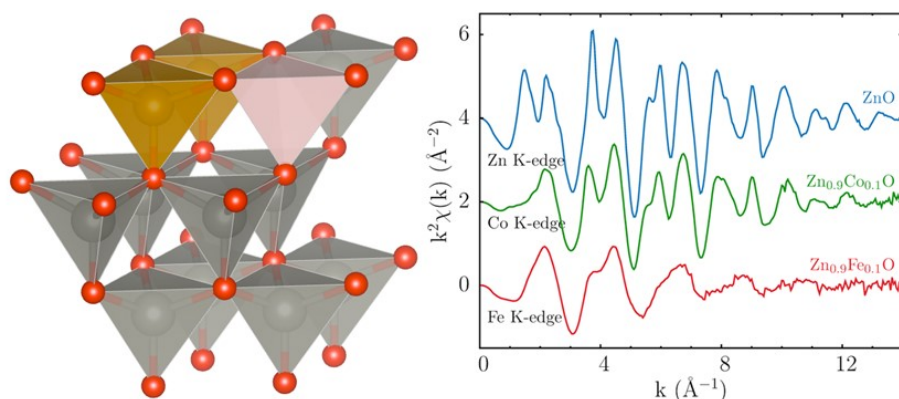 6
ZnO
4
Zn K-edge
k²χ(k) (Å⁻²)
Zn₀.₉Co₀.₁O
2
Co K-edge
Zn₀.₉Fe₀.₁O
0
Fe K-edge
0 4 8 12
k (Å⁻¹)